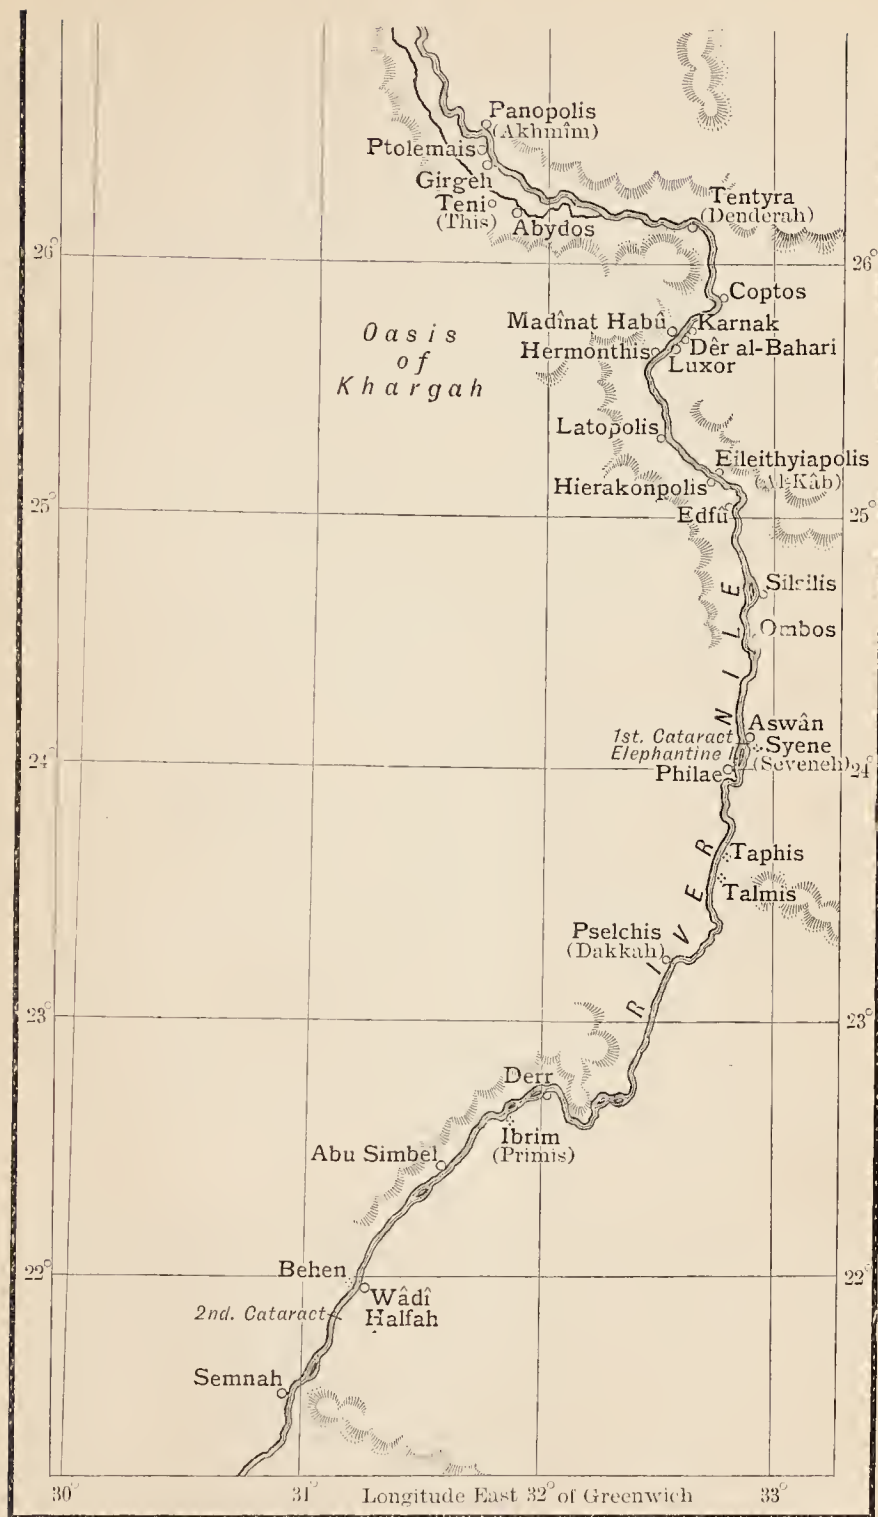 Panopolis
(Akhmîm)
Ptolemais
Girgeh
Teni
(This)
Abydos
Tentyra
(Denderah)
26°
26°
Coptos
Oasis
of
Khargah
Madînat Habû
Karnak
Hermonthis
Dêr al-Bahari
Luxor
Latopolis
Eileithyiapolis
(Al-Kâb)
Hierakonpolis
Edfû
25°
25°
Silsilis
Ombos
RIVER NILE
Aswân
1st. Cataract
Elephantine I.
Syene
(Seveneh)
Philae
24°
24°
Taphis
Talmis
Pselchis
(Dakkah)
23°
23°
Derr
Ibrîm
(Primis)
Abu Simbel
22°
22°
Behen
Wâdî
Halfah
2nd. Cataract
Semnah
30°
31°
Longitude East 32° of Greenwich
33°